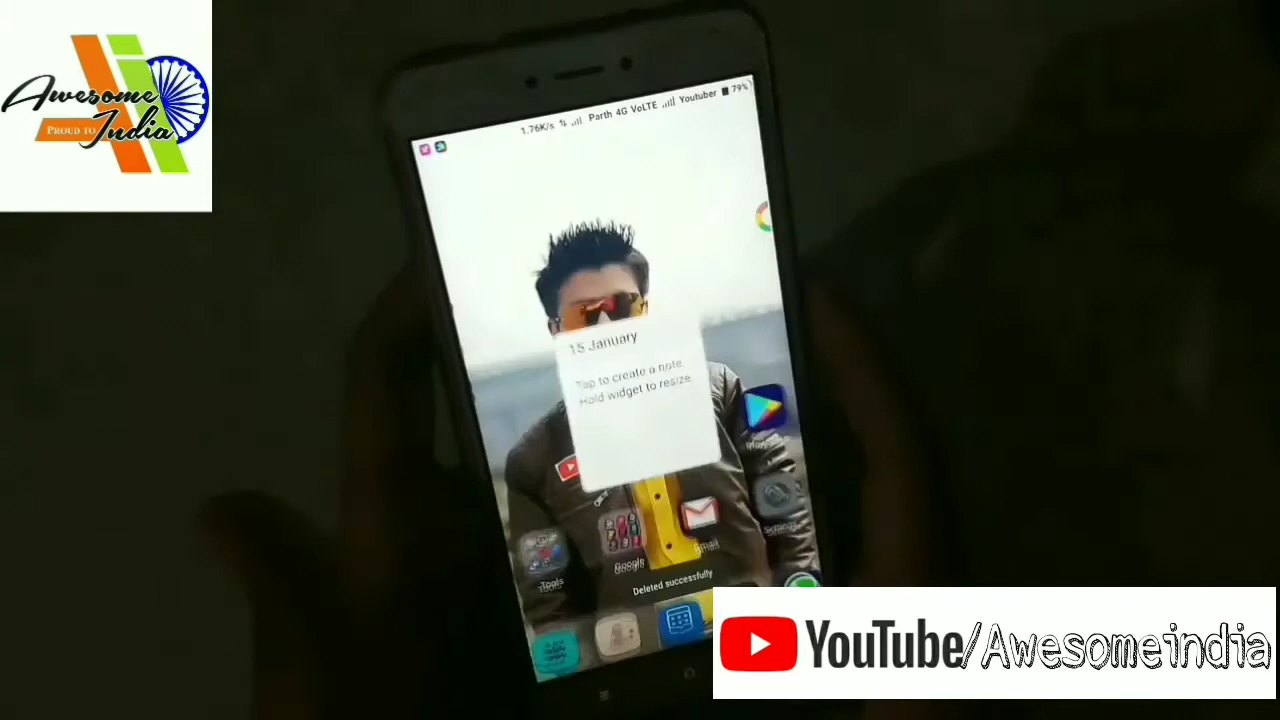 Awesome
PROUD TO
India
1.76K/s Parth 4G VoLTE Youtuber 79%
15 January
Tap to create a note
Hold widget to resize
Settings
Gmail
Google
Tools
Deleted successfully
YouTube/Awesomeindia